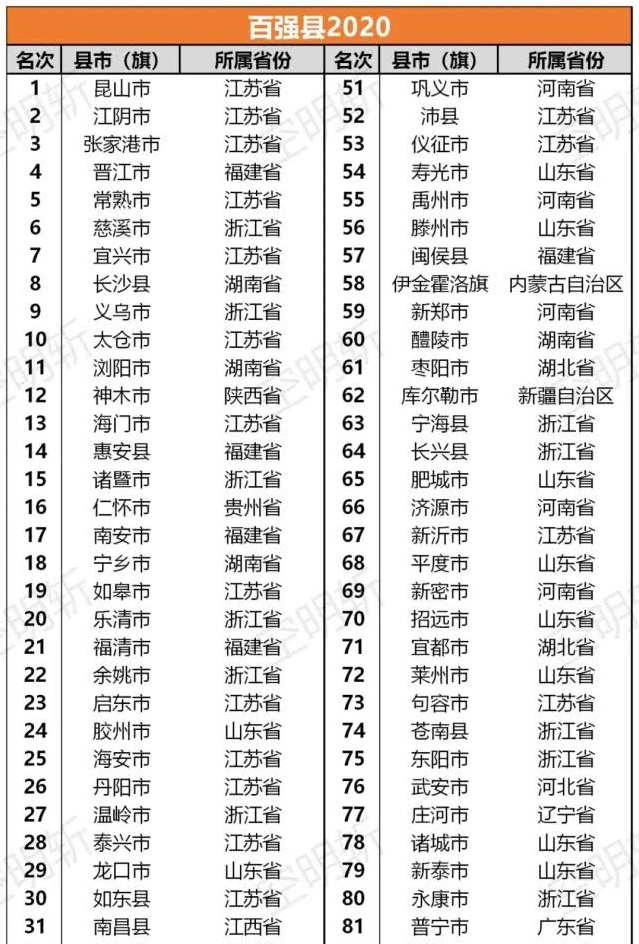 百强县2020
名次 县市（旗） 所属省份 名次 县市（旗） 所属省份
1 昆山市 江苏省 51 巩义市 河南省
2 江阴市 江苏省 52 沛县 江苏省
3 张家港市 江苏省 53 仪征市 江苏省
4 晋江市 福建省 54 寿光市 山东省
5 常熟市 江苏省 55 禹州市 河南省
6 慈溪市 浙江省 56 滕州市 山东省
7 宜兴市 江苏省 57 闽侯县 福建省
8 长沙县 湖南省 58 伊金霍洛旗 内蒙古自治区
9 义乌市 浙江省 59 新郑市 河南省
10 太仓市 江苏省 60 醴陵市 湖南省
11 浏阳市 湖南省 61 枣阳市 湖北省
12 神木市 陕西省 62 库尔勒市 新疆自治区
13 海门市 江苏省 63 宁海县 浙江省
14 惠安县 福建省 64 长兴县 浙江省
15 诸暨市 浙江省 65 肥城市 山东省
16 仁怀市 贵州省 66 济源市 河南省
17 南安市 福建省 67 新沂市 江苏省
18 宁乡市 湖南省 68 平度市 山东省
19 如皋市 江苏省 69 新密市 河南省
20 乐清市 浙江省 70 招远市 山东省
21 福清市 福建省 71 宜都市 湖北省
22 余姚市 浙江省 72 莱州市 山东省
23 启东市 江苏省 73 句容市 江苏省
24 胶州市 山东省 74 苍南县 浙江省
25 海安市 江苏省 75 东阳市 浙江省
26 丹阳市 江苏省 76 武安市 河北省
27 温岭市 浙江省 77 庄河市 辽宁省
28 泰兴市 江苏省 78 诸城市 山东省
29 龙口市 山东省 79 新泰市 山东省
30 如东县 江苏省 80 永康市 浙江省
31 南昌县 江西省 81 普宁市 广东省